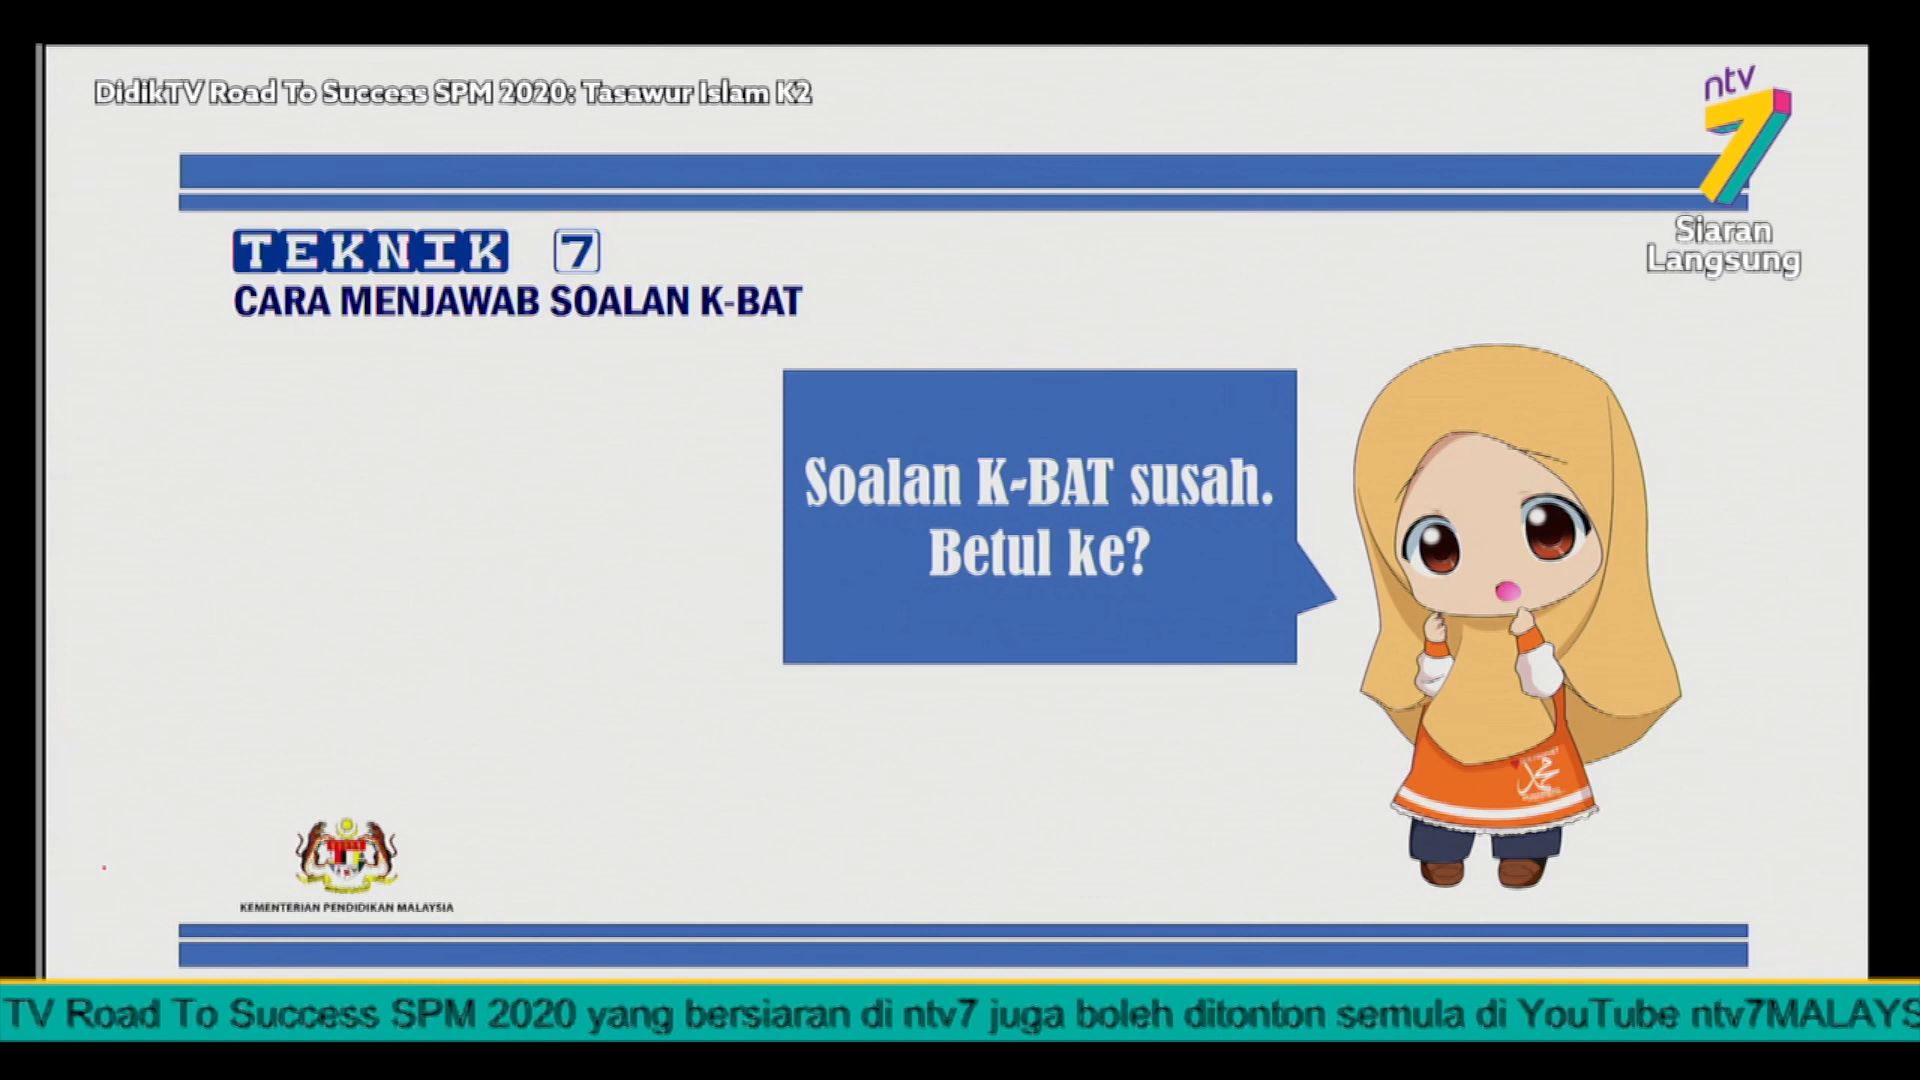 DidikTV Road To Success SPM 2020: Tasawur Islam K2
ntv
7
Siaran
Langsung
TEKNIK 7
CARA MENJAWAB SOALAN K-BAT
Soalan K-BAT susah.
Betul ke?
KEMENTERIAN PENDIDIKAN MALAYSIA
TV Road To Success SPM 2020 yang bersiaran di ntv7 juga boleh ditonton semula di YouTube ntv7MALAYS